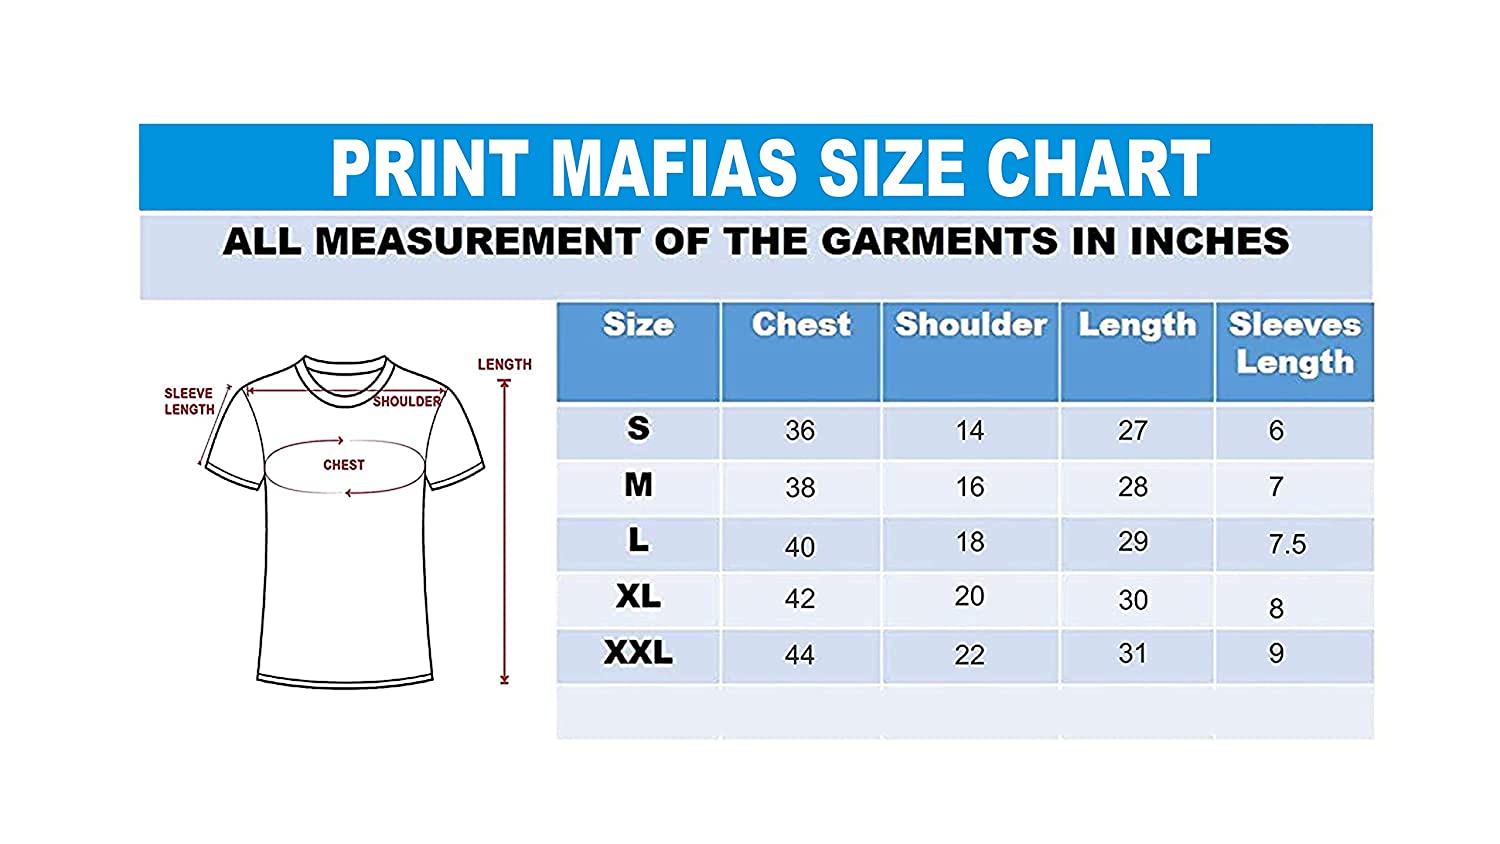 PRINT MAFIAS SIZE CHART
ALL MEASUREMENT OF THE GARMENTS IN INCHES
SLEEVE
LENGTH
SHOULDER
CHEST
LENGTH
Size Chest Shoulder Length Sleeves
Length
S 36 14 27 6
M 38 16 28 7
L 40 18 29 7.5
XL 42 20 30 8
XXL 44 22 31 9